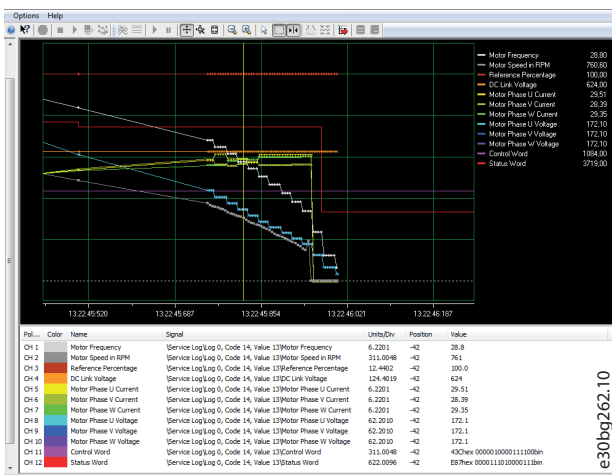 Options Help
Motor Frequency 28,80
Motor Speed in RPM 760,60
Reference Percentage 100,00
DC Link Voltage 624,00
Motor Phase U Current 29,51
Motor Phase V Current 28,39
Motor Phase W Current 29,35
Motor Phase U Voltage 172,10
Motor Phase V Voltage 172,10
Motor Phase W Voltage 172,10
Control Word 1084,00
Status Word 3719,00
13:22:45:520 13:22:45:687 13:22:45:854 13:22:46:021 13:22:46:187
Pol... Color Name Signal Units/Div Position Value
CH 1 Motor Frequency \Service Log\Log 0, Code 14, Value 13\Motor Frequency 6.2201 -42 28.8
CH 2 Motor Speed in RPM \Service Log\Log 0, Code 14, Value 13\Motor Speed in RPM 311.0048 -42 761
CH 3 Reference Percentage \Service Log\Log 0, Code 14, Value 13\Reference Percentage 12.4402 -42 100.0
CH 4 DC Link Voltage \Service Log\Log 0, Code 14, Value 13\DC Link Voltage 124.4019 -42 624
CH 5 Motor Phase U Current \Service Log\Log 0, Code 14, Value 13\Motor Phase U Current 6.2201 -42 29.51
CH 6 Motor Phase V Current \Service Log\Log 0, Code 14, Value 13\Motor Phase V Current 6.2201 -42 28.39
CH 7 Motor Phase W Current \Service Log\Log 0, Code 14, Value 13\Motor Phase W Current 6.2201 -42 29.35
CH 8 Motor Phase U Voltage \Service Log\Log 0, Code 14, Value 13\Motor Phase U Voltage 62.2010 -42 172.1
CH 9 Motor Phase V Voltage \Service Log\Log 0, Code 14, Value 13\Motor Phase V Voltage 62.2010 -42 172.1
CH 10 Motor Phase W Voltage \Service Log\Log 0, Code 14, Value 13\Motor Phase W Voltage 62.2010 -42 172.1
CH 11 Control Word \Service Log\Log 0, Code 14, Value 13\Control Word 311.0048 -42 43Chex 0000010000111100bin
CH 12 Status Word \Service Log\Log 0, Code 14, Value 13\Status Word 622.0096 -42 E87hex 0000111010000111bin
e30bg262.10